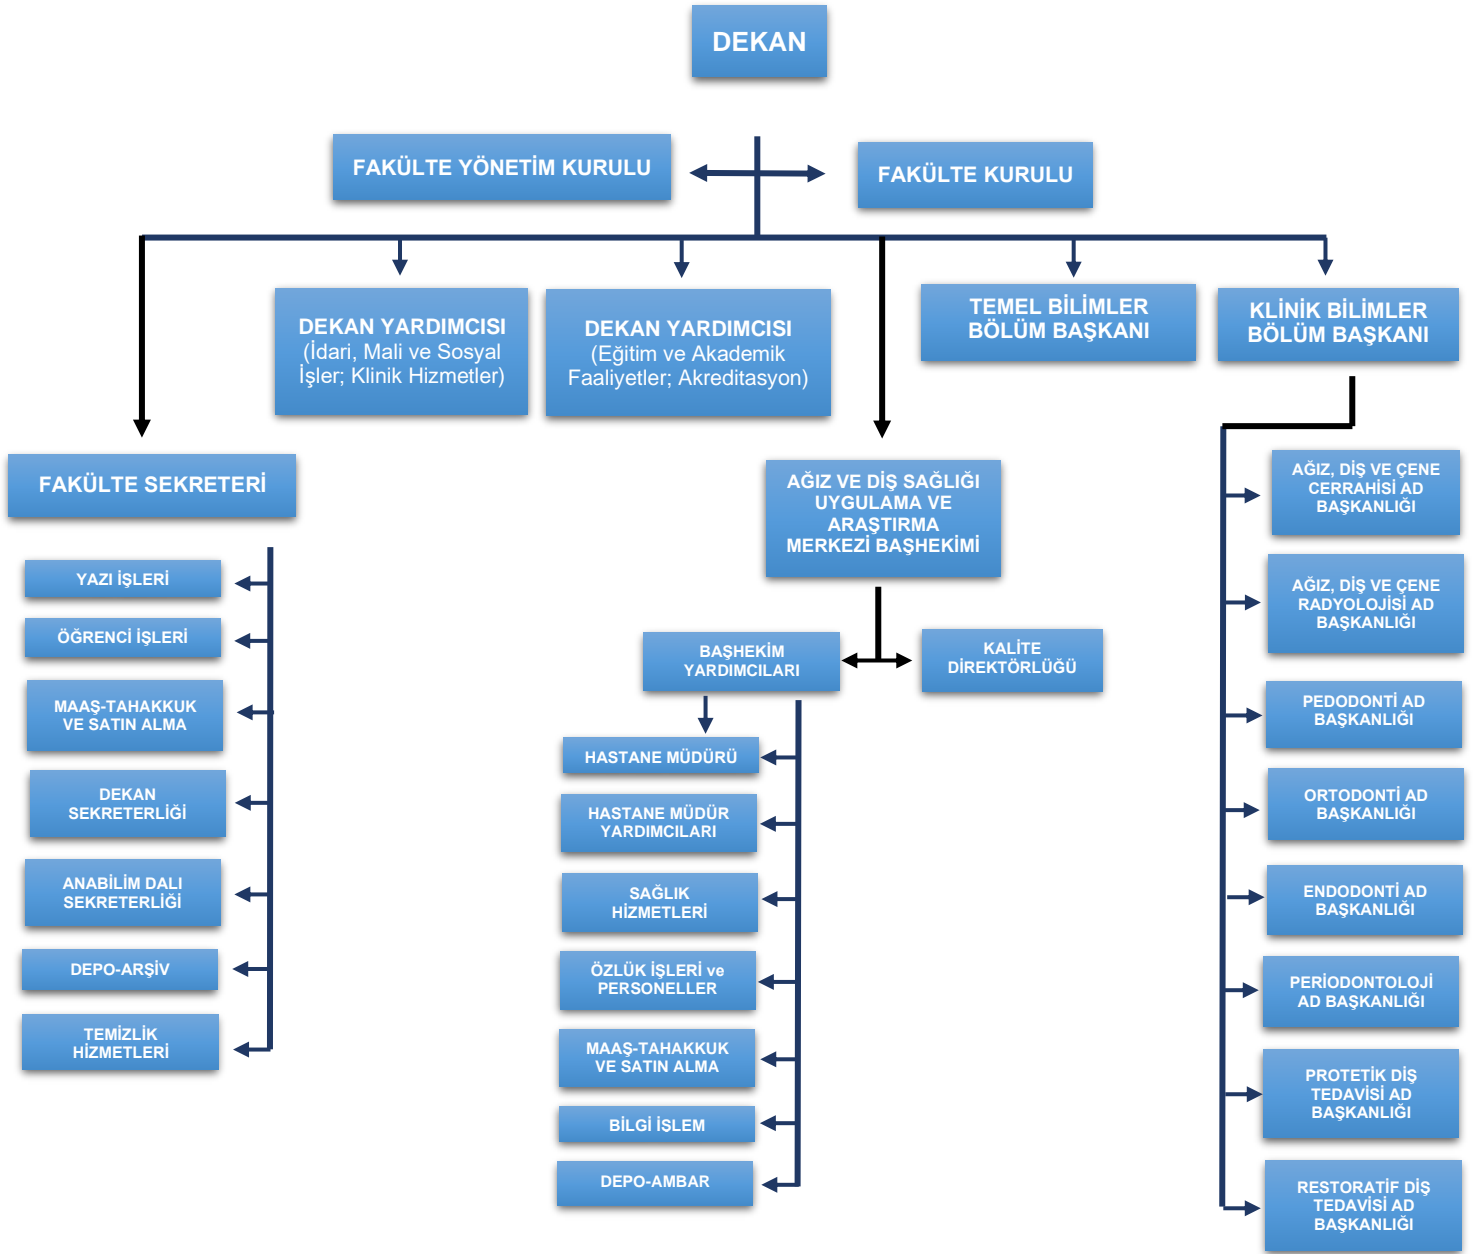 DEKAN
FAKÜLTE YÖNETİM KURULU
FAKÜLTE KURULU
DEKAN YARDIMCISI
(İdari, Mali ve Sosyal
İşler; Klinik Hizmetler)
DEKAN YARDIMCISI
(Eğitim ve Akademik
Faaliyetler; Akreditasyon)
TEMEL BİLİMLER
BÖLÜM BAŞKANI
KLİNİK BİLİMLER
BÖLÜM BAŞKANI
FAKÜLTE SEKRETERİ
YAZI İŞLERİ
ÖĞRENCİ İŞLERİ
MAAŞ-TAHAKKUK
VE SATIN ALMA
DEKAN
SEKRETERLİĞİ
ANABİLİM DALI
SEKRETERLİĞİ
DEPO-ARŞİV
TEMİZLİK
HİZMETLERİ
AĞIZ VE DİŞ SAĞLIĞI
UYGULAMA VE
ARAŞTIRMA
MERKEZİ BAŞHEKİMİ
BAŞHEKİM
YARDIMCILARI
KALİTE
DİREKTÖRLÜĞÜ
HASTANE MÜDÜRÜ
HASTANE MÜDÜR
YARDIMCILARI
SAĞLIK
HİZMETLERİ
ÖZLÜK İŞLERİ ve
PERSONELLER
MAAŞ-TAHAKKUK
VE SATIN ALMA
BİLGİ İŞLEM
DEPO-AMBAR
AĞIZ, DİŞ VE ÇENE
CERRAHİSİ AD
BAŞKANLIĞI
AĞIZ, DİŞ VE ÇENE
RADYOLOJİSİ AD
BAŞKANLIĞI
PEDODONTİ AD
BAŞKANLIĞI
ORTODONTİ AD
BAŞKANLIĞI
ENDODONTİ AD
BAŞKANLIĞI
PERİODONTOLOJİ
AD BAŞKANLIĞI
PROTETİK DİŞ
TEDAVİSİ AD
BAŞKANLIĞI
RESTORATİF DİŞ
TEDAVİSİ AD
BAŞKANLIĞI